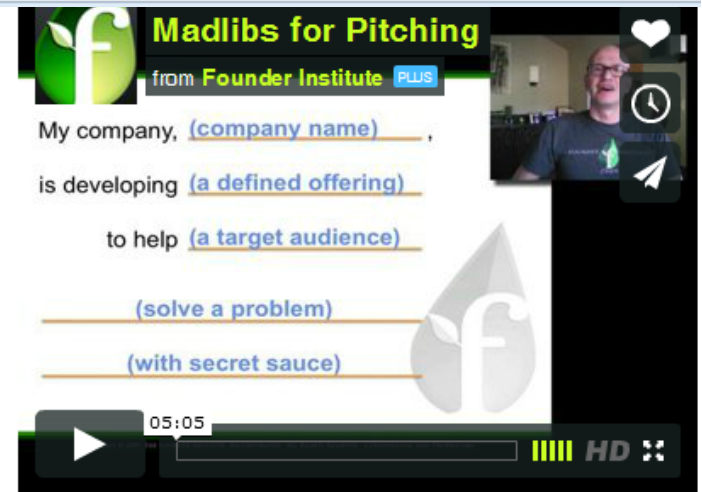 Madlibs for Pitching
from Founder Institute PLUS
My company, (company name) ,
is developing (a defined offering)
to help (a target audience)
(solve a problem)
(with secret sauce)
05:05
HD